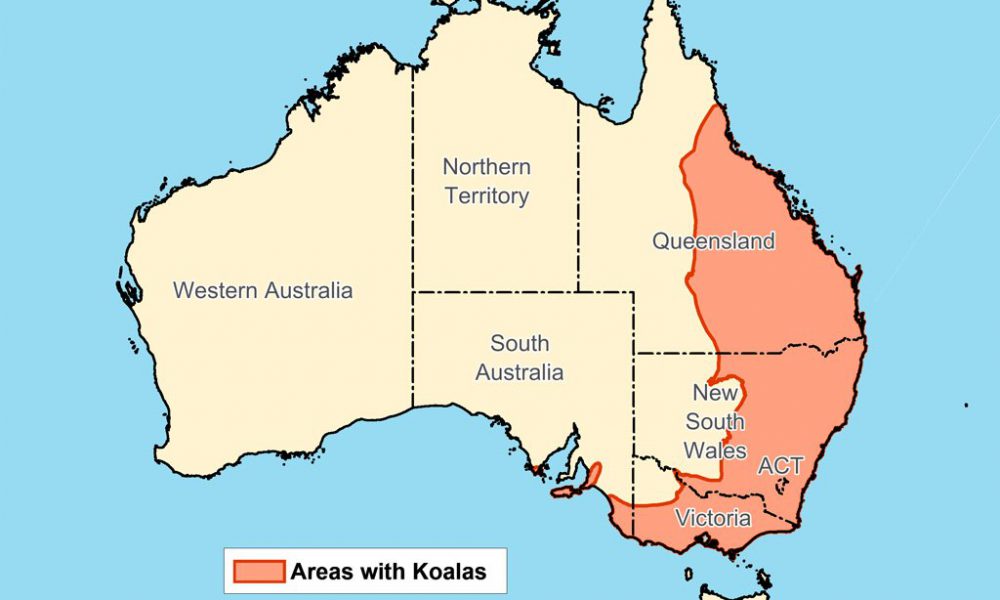 Northern
Territory
Queensland
Western Australia
South
Australia
New
South
Wales
ACT
Victoria
Areas with Koalas